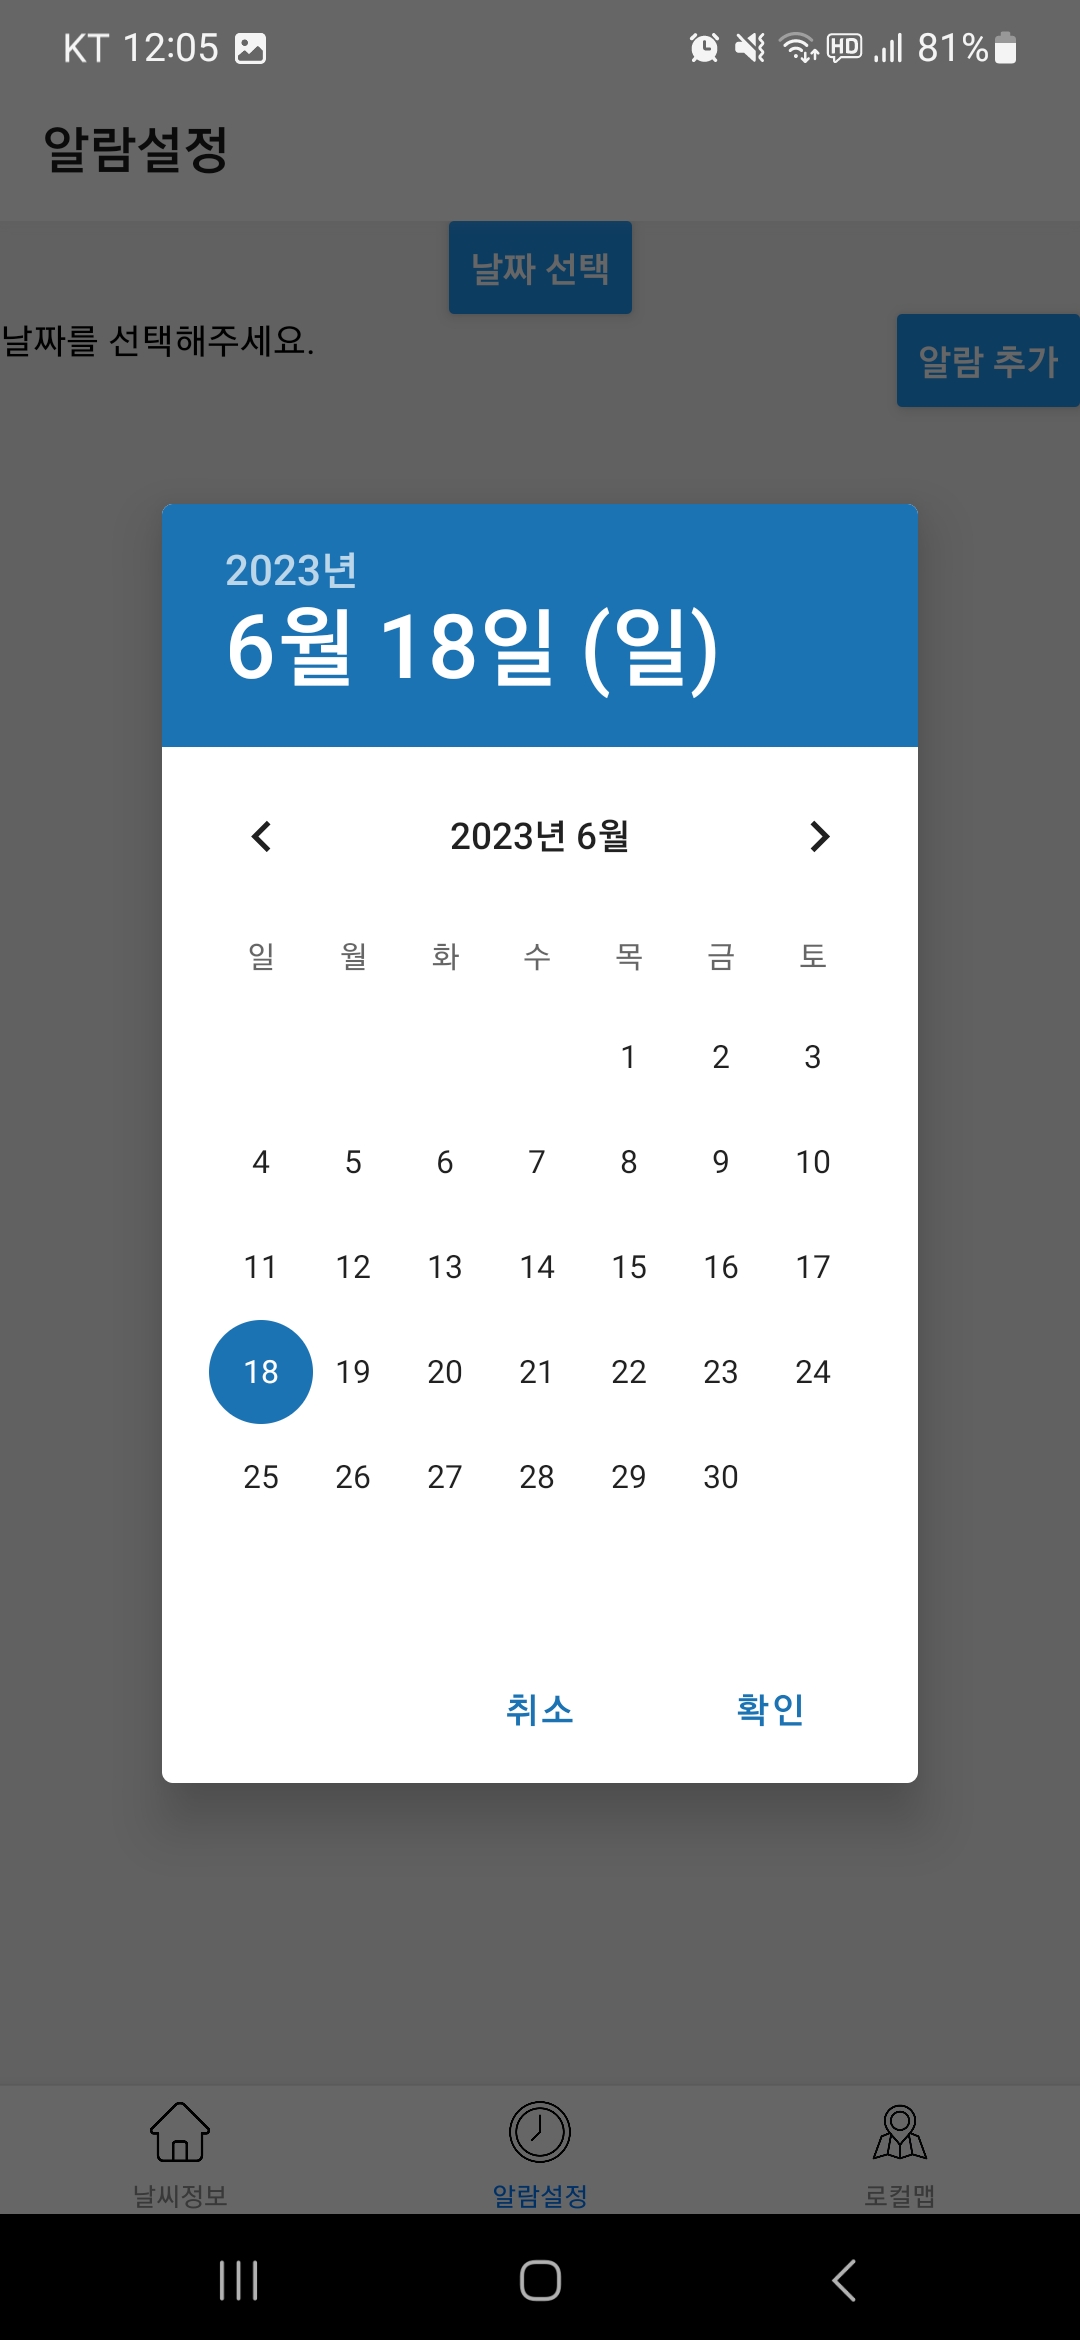 KT 12:05 HD 81%
알람설정
날짜 선택
날짜를 선택해주세요.
알람 추가
2023년
6월 18일 (일)
2023년 6월
일 월 화 수 목 금 토
1 2 3
4 5 6 7 8 9 10
11 12 13 14 15 16 17
18 19 20 21 22 23 24
25 26 27 28 29 30
취소 확인
날씨정보 알람설정 로컬맵